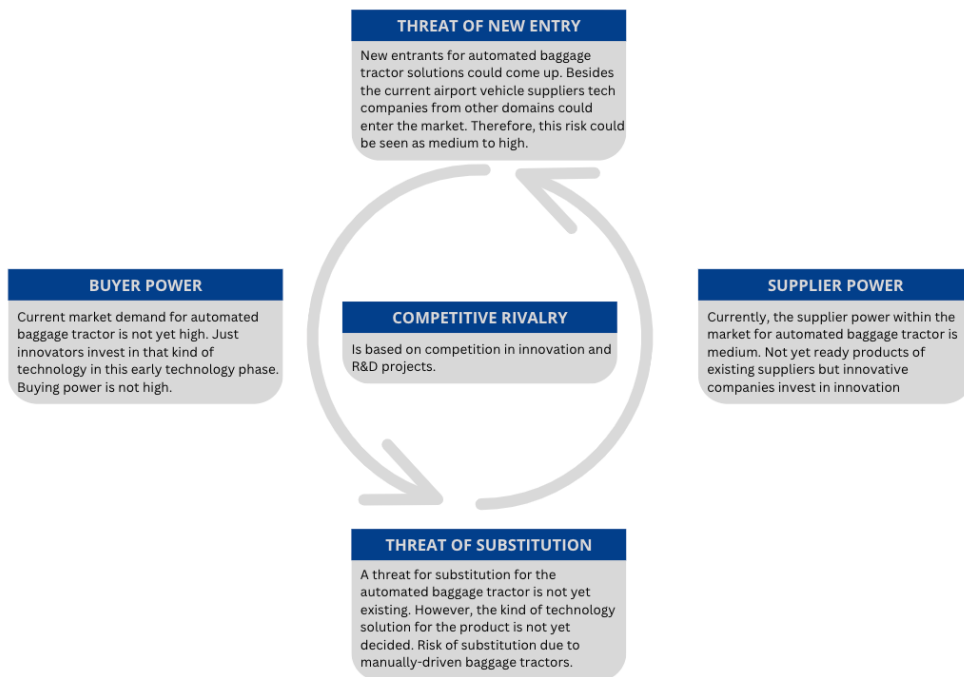 THREAT OF NEW ENTRY
New entrants for automated baggage
tractor solutions could come up. Besides
the current airport vehicle suppliers tech
companies from other domains could
enter the market. Therefore, this risk could
be seen as medium to high.
BUYER POWER
Current market demand for automated
baggage tractor is not yet high. Just
innovators invest in that kind of
technology in this early technology phase.
Buying power is not high.
COMPETITIVE RIVALRY
Is based on competition in innovation and
R&D projects.
SUPPLIER POWER
Currently, the supplier power within the
market for automated baggage tractor is
medium. Not yet ready products of
existing suppliers but innovative
companies invest in innovation
THREAT OF SUBSTITUTION
A threat for substitution for the
automated baggage tractor is not yet
existing. However, the kind of technology
solution for the product is not yet
decided. Risk of substitution due to
manually-driven baggage tractors.